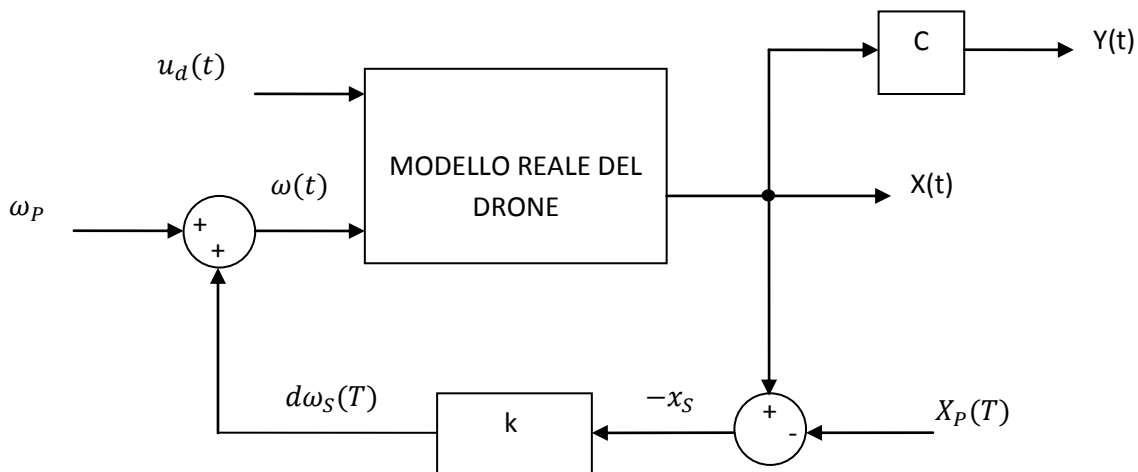 C
Y(t)
u_d(t)
MODELLO REALE DEL
DRONE
X(t)
ω_P
ω(t)
+
+
dω_S(T)
k
−x_S
+
-
X_P(T)